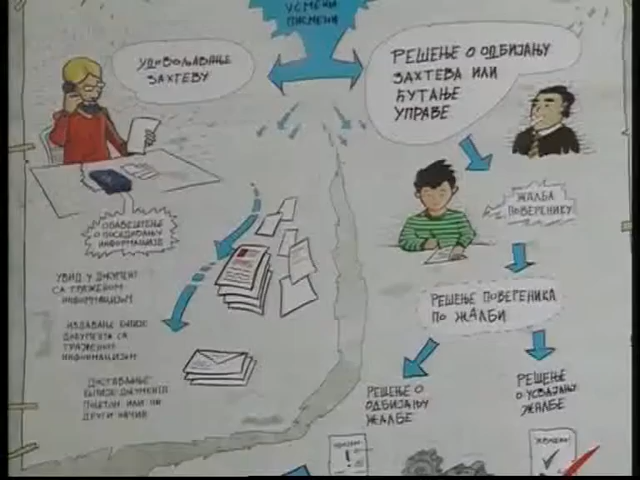 УСМЕНИ
ПИСМЕНИ
УДОВОЉАВАЊЕ
ЗАХТЕВУ
РЕШЕЊЕ О ОДБИЈАЊУ
ЗАХТЕВА ИЛИ
ЋУТАЊЕ
УПРАВЕ
ЖАЛБА
ПОВЕРЕНИКУ
ОБАВЕШТЕЊЕ
О ПОСЕДОВАЊУ
ИНФОРМАЦИЈЕ
УВИД У ДОКУМЕНТ
СА ТРАЖЕНОМ
ИНФОРМАЦИЈОМ
РЕШЕЊЕ ПОВЕРЕНИКА
ПО ЖАЛБИ
ИЗДАВАЊЕ КОПИЈЕ
ДОКУМЕНТА СА
ТРАЖЕНОМ
ИНФОРМАЦИЈОМ
ДОСТАВЉАЊЕ
КОПИЈЕ ДОКУМЕНТА
ПОШТОМ ИЛИ НА
ДРУГИ НАЧИН
РЕШЕЊЕ О
ОДБИЈАЊУ
ЖАЛБЕ
РЕШЕЊЕ
О УСВАЈАЊУ
ЖАЛБЕ